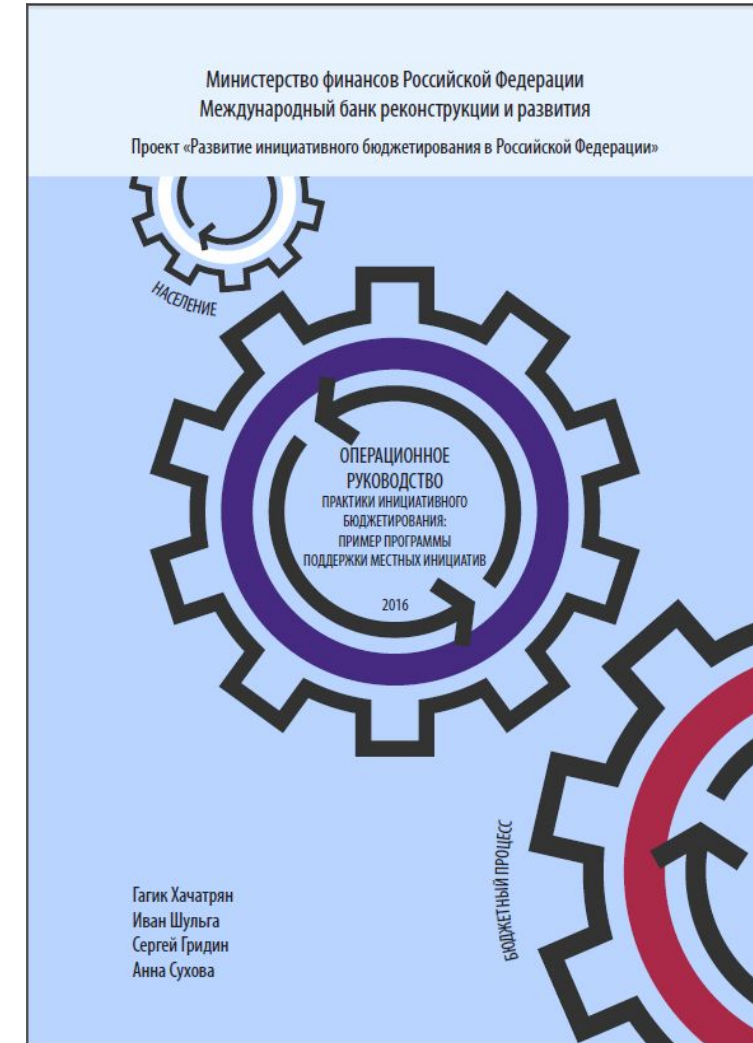 Министерство финансов Российской Федерации
Международный банк реконструкции и развития
Проект «Развитие инициативного бюджетирования в Российской Федерации»
НАСЕЛЕНИЕ
ОПЕРАЦИОННОЕ
РУКОВОДСТВО
ПРАКТИКИ ИНИЦИАТИВНОГО
БЮДЖЕТИРОВАНИЯ:
ПРИМЕР ПРОГРАММЫ
ПОДДЕРЖКИ МЕСТНЫХ ИНИЦИАТИВ
2016
БЮДЖЕТНЫЙ ПРОЦЕСС
Гагик Хачатрян
Иван Шульга
Сергей Гридин
Анна Сухова